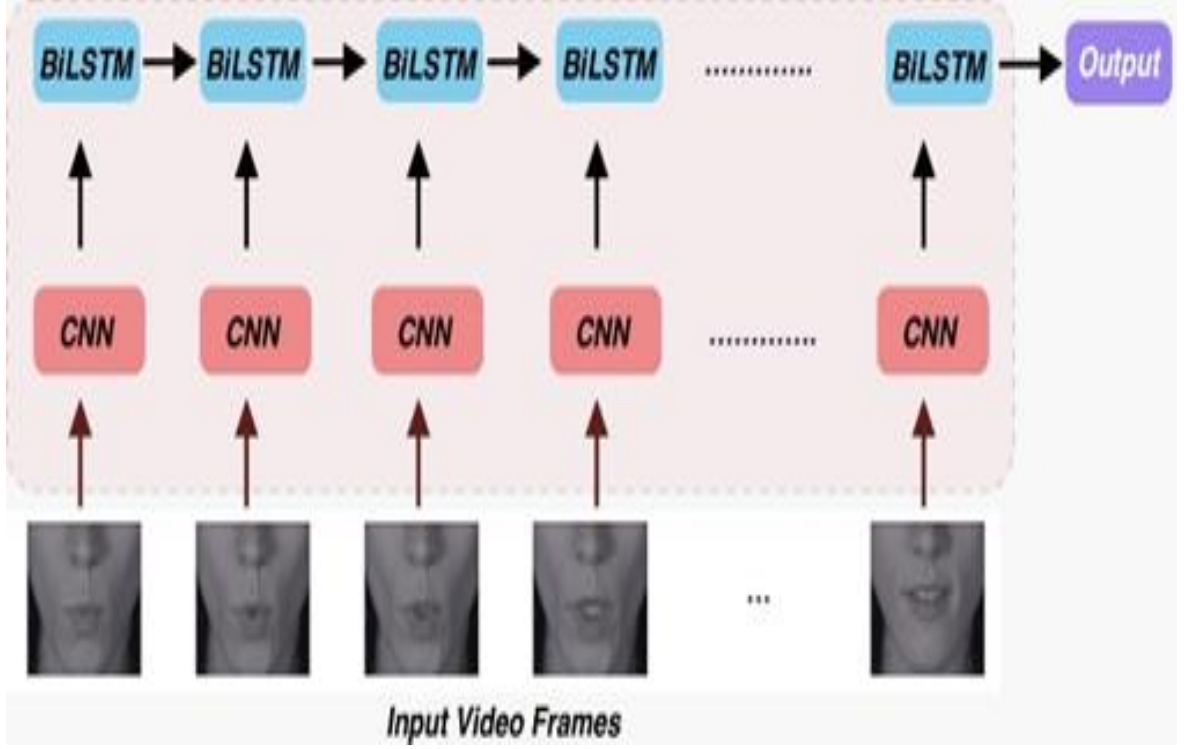 BiLSTM BiLSTM BiLSTM BiLSTM ............. BiLSTM Output
CNN CNN CNN CNN ............. CNN
...
Input Video Frames